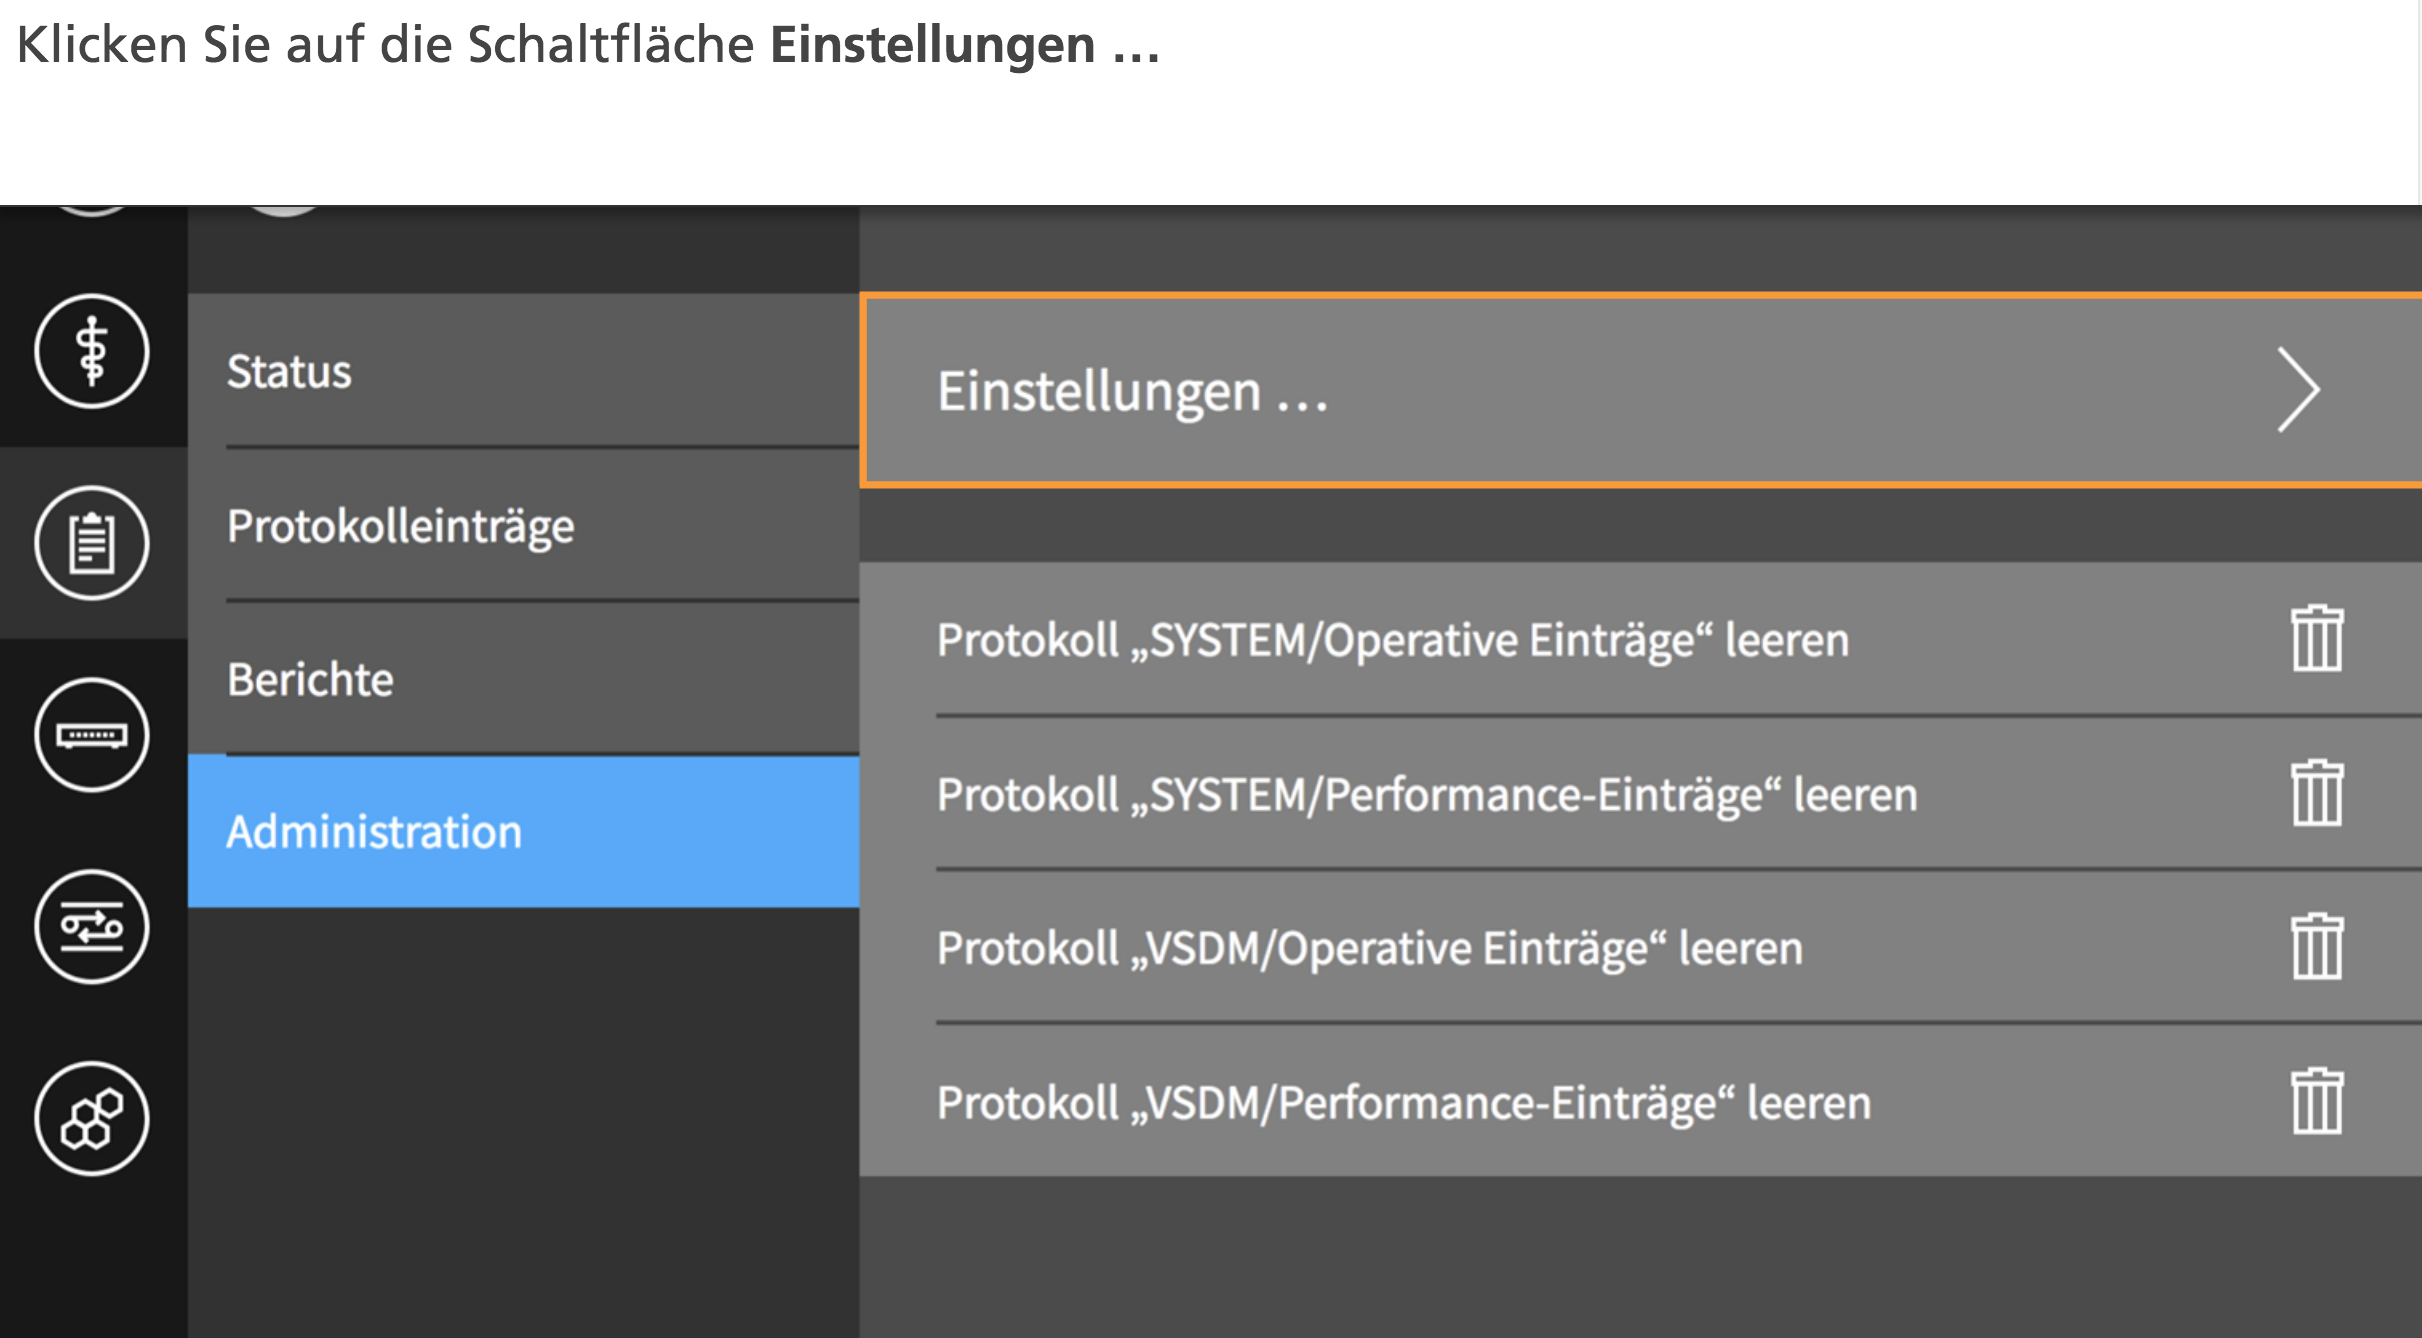 Klicken Sie auf die Schaltfläche Einstellungen …
Status
Protokolleinträge
Berichte
Administration
Einstellungen …
Protokoll „SYSTEM/Operative Einträge“ leeren
Protokoll „SYSTEM/Performance-Einträge“ leeren
Protokoll „VSDM/Operative Einträge“ leeren
Protokoll „VSDM/Performance-Einträge“ leeren